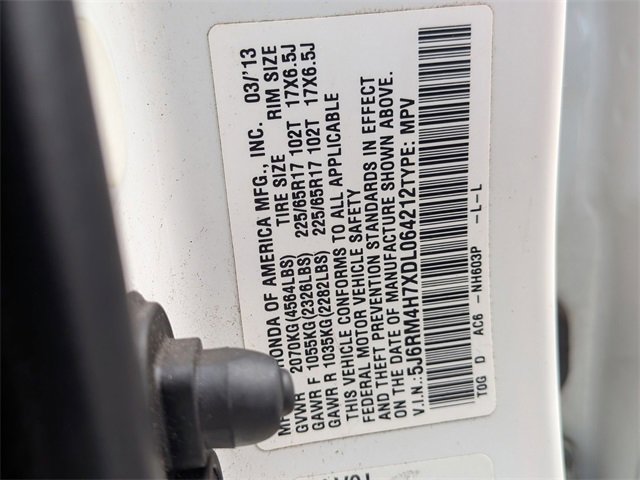 HONDA OF AMERICA MFG., INC. 03/'13
TIRE SIZE RIM SIZE
GVWR 2070KG(4564LBS) 225/65R17 102T 17X6.5J
GAWR F 1055KG(2326LBS) 225/65R17 102T 17X6.5J
GAWR R 1035KG(2282LBS)
THIS VEHICLE CONFORMS TO ALL APPLICABLE
FEDERAL MOTOR VEHICLE SAFETY
AND THEFT PREVENTION STANDARDS IN EFFECT
ON THE DATE OF MANUFACTURE SHOWN ABOVE.
V.I.N.:5J6RM4H7XDL064212TYPE: MPV
TOG D AC6 -NH603P -L-L